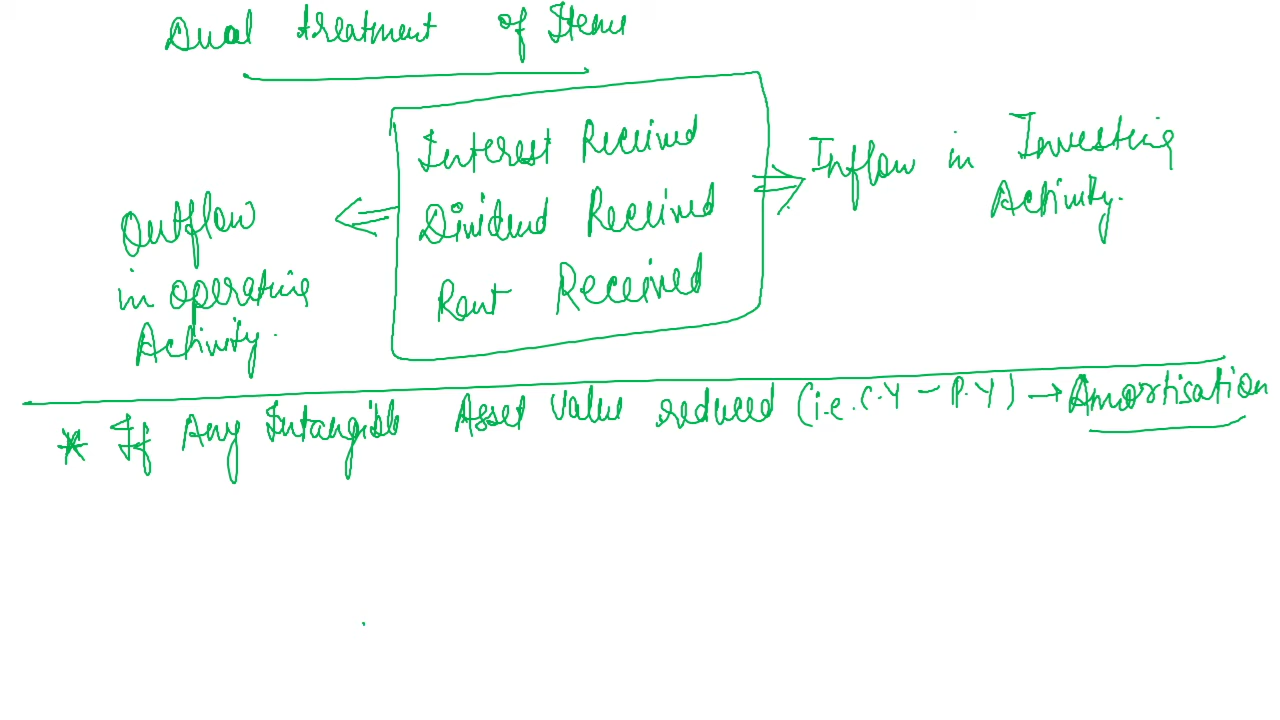 Dual treatment of Items
Interest Received
Dividend Received
Rent Received
Outflow
in operating
Activity.
Inflow in Investing
Activity.
* If Any Intangible Asset Value reduced (i.e. C.Y - P.Y) → Amortisation